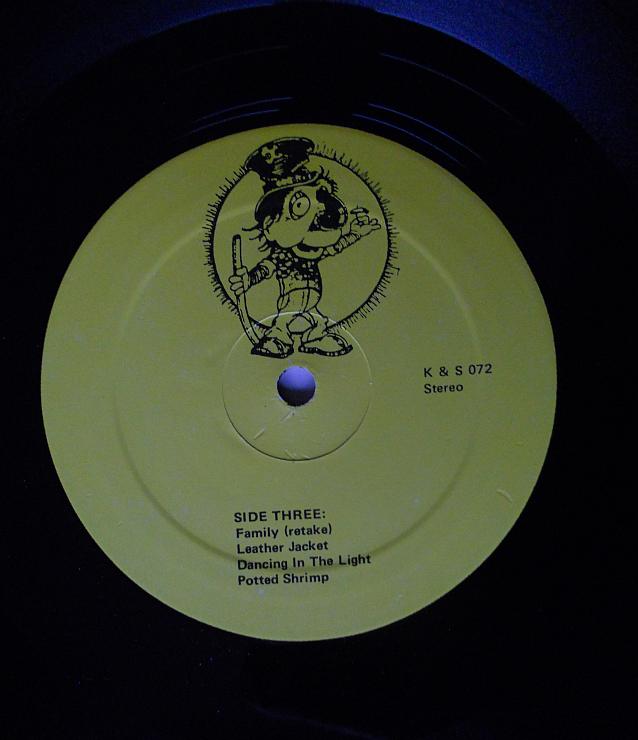 K & S 072
Stereo
SIDE THREE:
Family (retake)
Leather Jacket
Dancing In The Light
Potted Shrimp